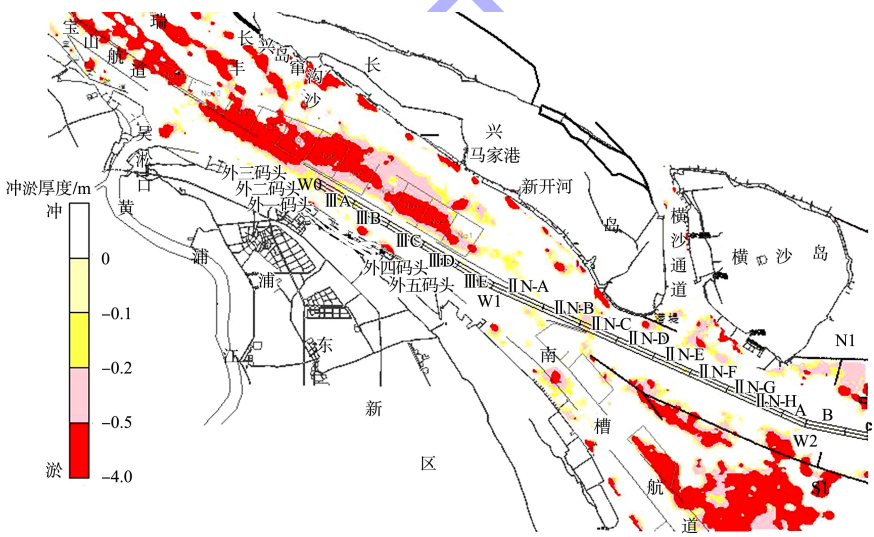 宝山航道
瑞丰沙
长兴岛窜沟
长兴岛
马家港
新开河
吴淞口
黄浦江
外三码头
外二码头
外一码头
外四码头
外五码头
W0
ⅢA
ⅢB
ⅢC
ⅢD
ⅢE
W1
ⅡN-A
ⅡN-B
ⅡN-C
ⅡN-D
ⅡN-E
ⅡN-F
ⅡN-G
ⅡN-H
A
B
W2
N1
S1
横沙通道
横沙岛
浦东新区
南槽航道
冲淤厚度/m
冲
0
-0.1
-0.2
-0.5
淤
-4.0